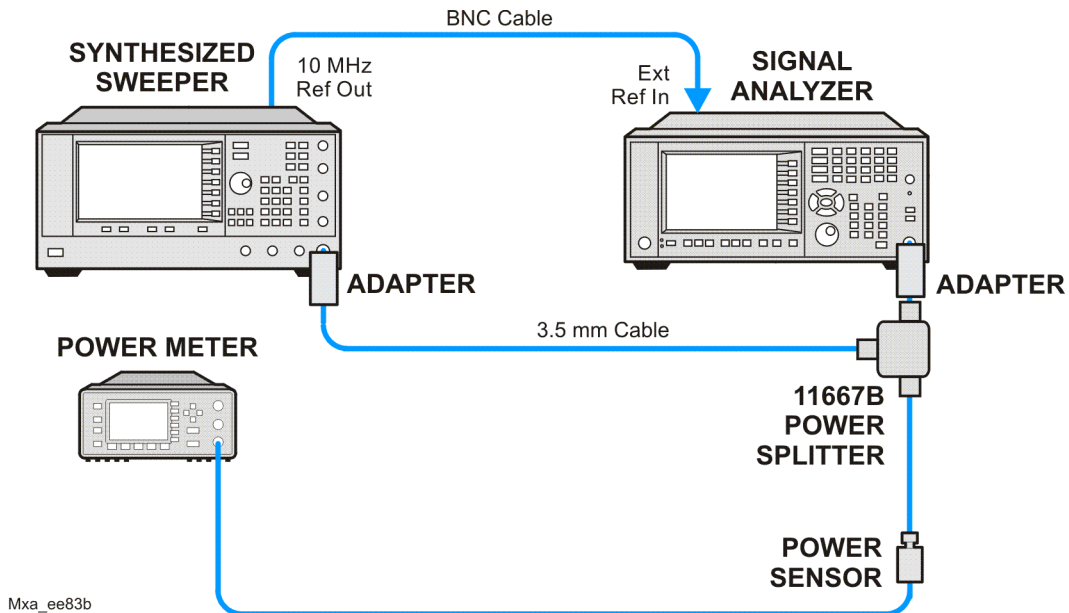 BNC Cable
SYNTHESIZED
SWEEPER
10 MHz
Ref Out
Ext
Ref In
SIGNAL
ANALYZER
ADAPTER
ADAPTER
3.5 mm Cable
POWER METER
11667B
POWER
SPLITTER
POWER
SENSOR
Mxa_ee83b